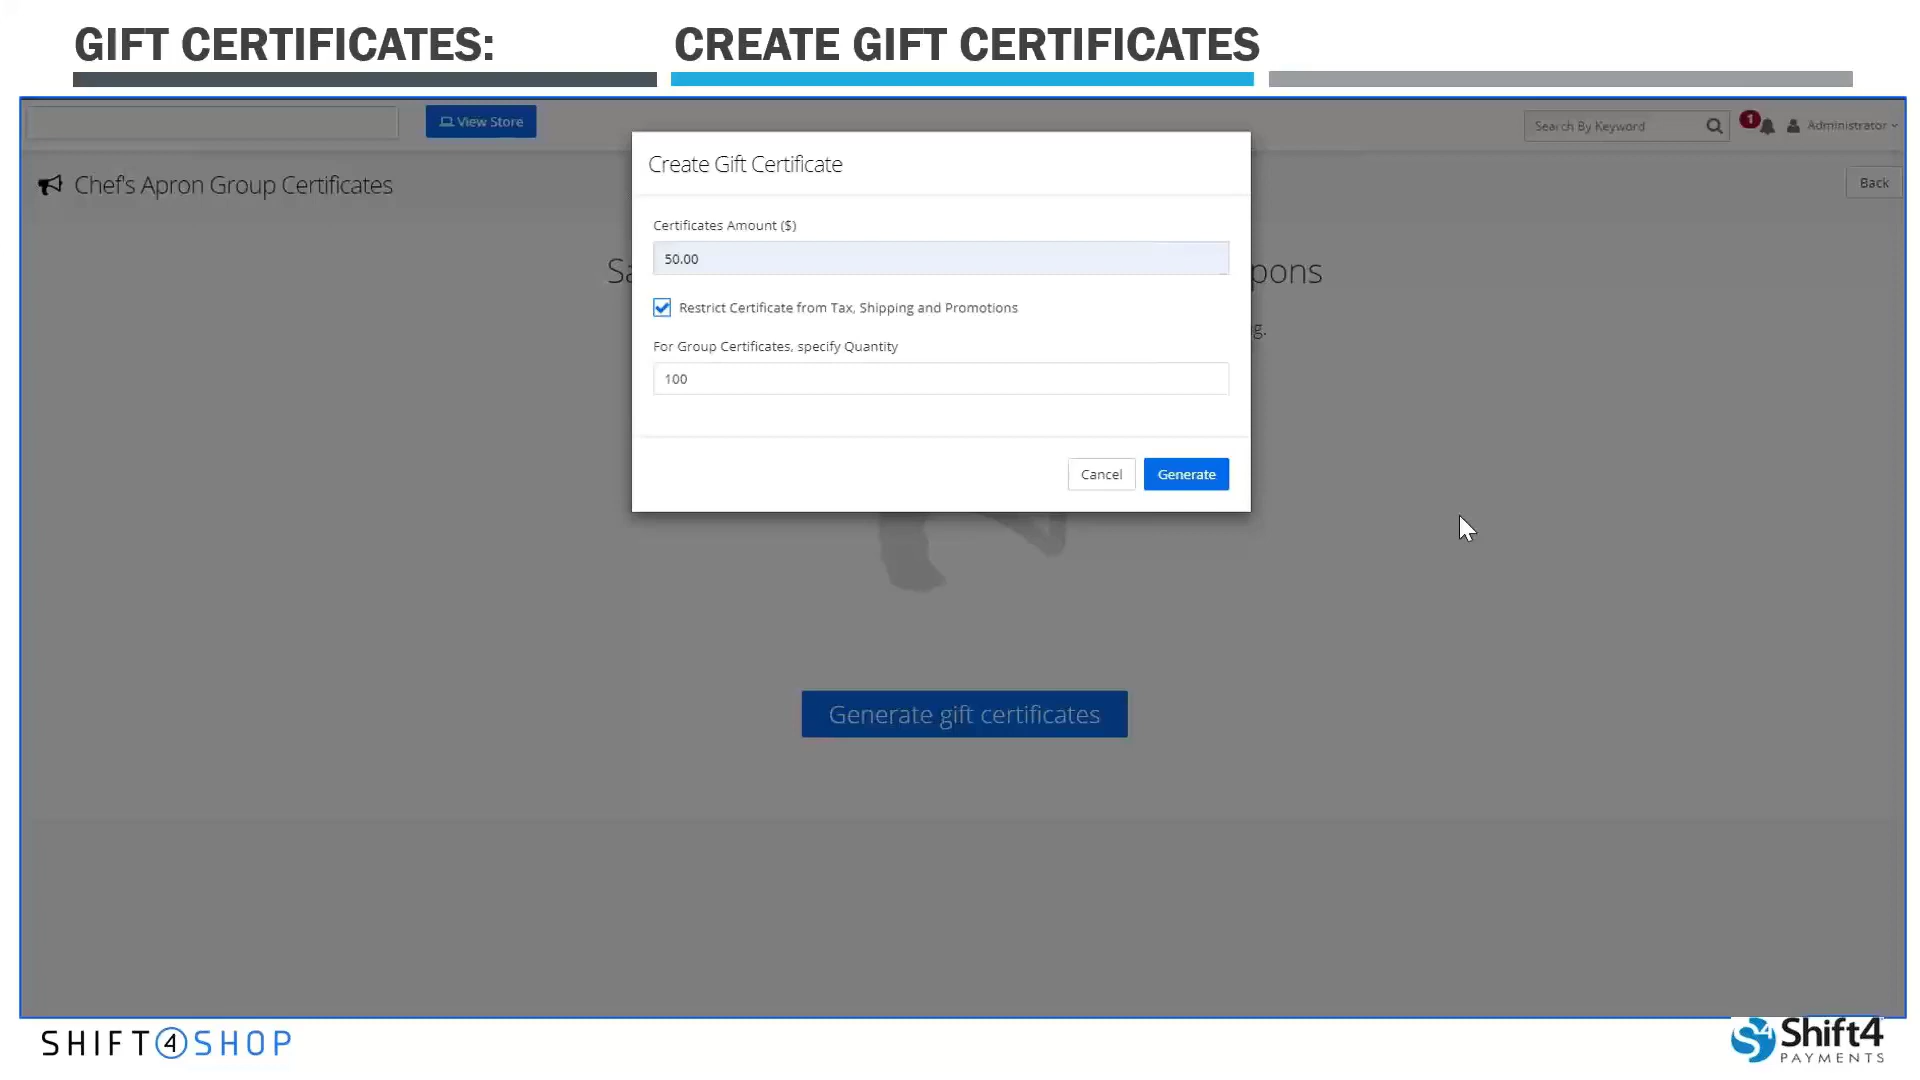 GIFT CERTIFICATES: CREATE GIFT CERTIFICATES
View Store
Search By Keyword
1
Administrator
Chef's Apron Group Certificates
Back
Create Gift Certificate
Certificates Amount ($)
50.00
Restrict Certificate from Tax, Shipping and Promotions
For Group Certificates, specify Quantity
100
Cancel Generate
Generate gift certificates
SHIFT4SHOP
S4 Shift4
PAYMENTS